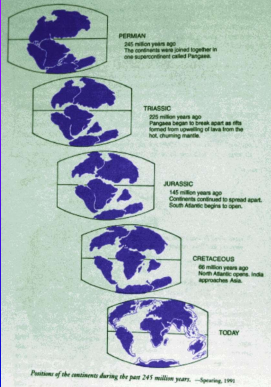 PERMIAN
245 million years ago
The continents were joined together in
one supercontinent called Pangaea.
TRIASSIC
225 million years ago
Pangaea began to break apart as rifts
formed from upwelling of lava from the
hot, churning mantle.
JURASSIC
145 million years ago
Continents continued to spread apart.
South Atlantic begins to open.
CRETACEOUS
66 million years ago
North Atlantic opens. India
approaches Asia.
TODAY
Positions of the continents during the past 245 million years. —Spearing, 1991